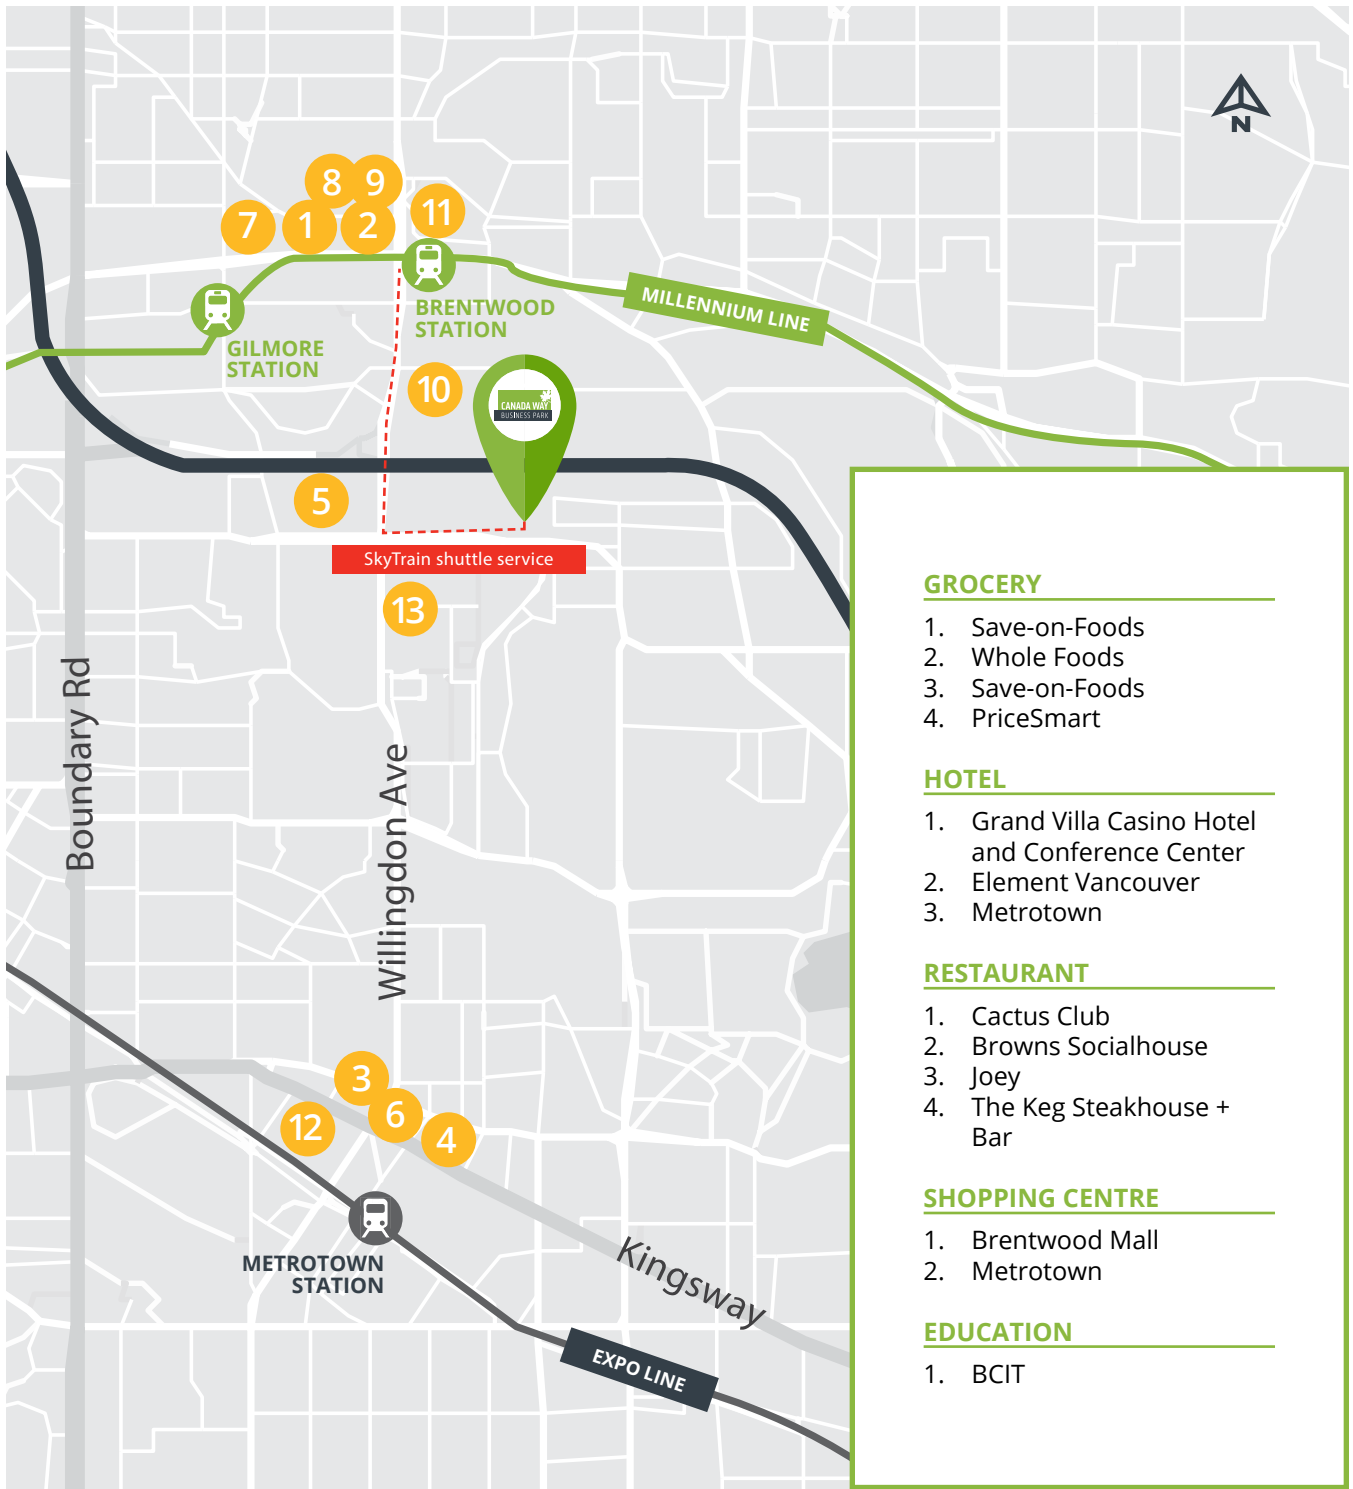 N
8
9
7
1
2
11
BRENTWOOD
STATION
MILLENNIUM LINE
GILMORE
STATION
10
CANADA WAY
BUSINESS PARK
5
SkyTrain shuttle service
13
Boundary Rd
Willingdon Ave
3
6
12
4
METROTOWN
STATION
Kingsway
EXPO LINE
GROCERY
1. Save-on-Foods
2. Whole Foods
3. Save-on-Foods
4. PriceSmart
HOTEL
1. Grand Villa Casino Hotel
and Conference Center
2. Element Vancouver
3. Metrotown
RESTAURANT
1. Cactus Club
2. Browns Socialhouse
3. Joey
4. The Keg Steakhouse +
Bar
SHOPPING CENTRE
1. Brentwood Mall
2. Metrotown
EDUCATION
1. BCIT